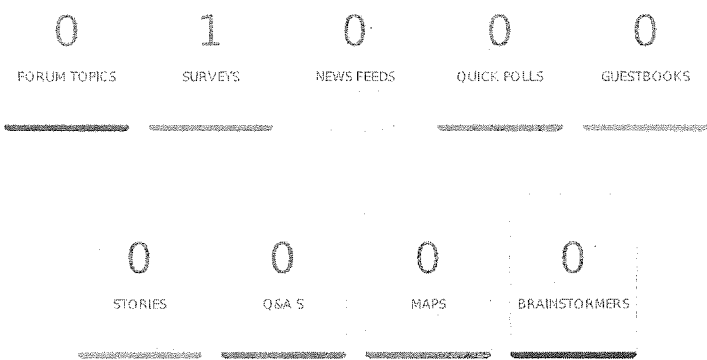 0 1 0 0 0
FORUM TOPICS SURVEYS NEWS FEEDS QUICK POLLS GUESTBOOKS
0 0 0 0
STORIES Q&A S MAPS BRAINSTORMERS